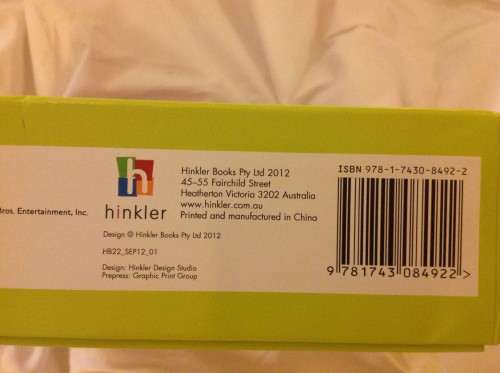 Bros. Entertainment, Inc.
h
hinkler
Hinkler Books Pty Ltd 2012
45–55 Fairchild Street
Heatherton Victoria 3202 Australia
www.hinkler.com.au
Printed and manufactured in China
Design © Hinkler Books Pty Ltd 2012
HB22_SEP12_01
Design: Hinkler Design Studio
Prepress: Graphic Print Group
ISBN 978-1-7430-8492-2
9 781743 084922 >